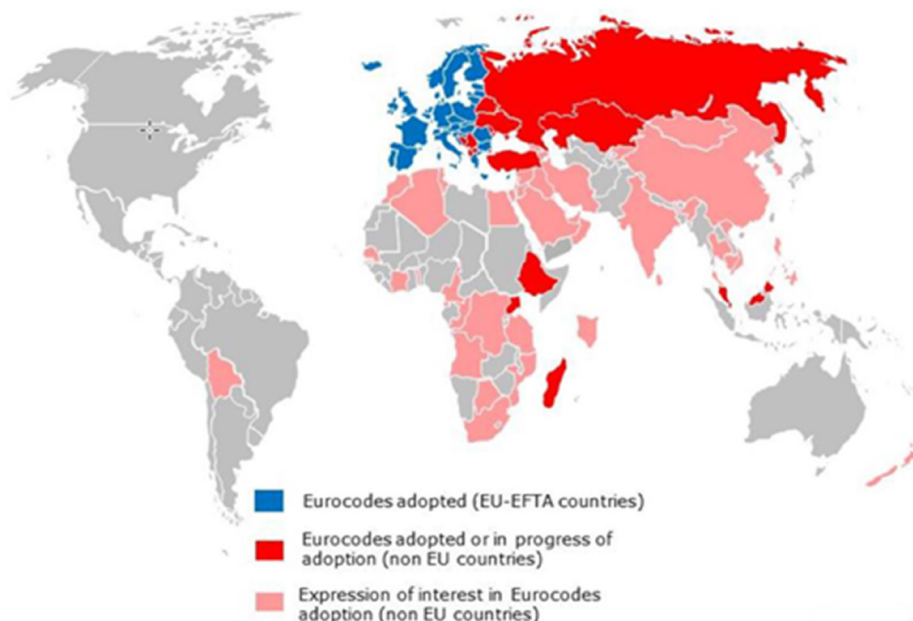 Eurocodes adopted (EU-EFTA countries)
Eurocodes adopted or in progress of
adoption (non EU countries)
Expression of interest in Eurocodes
adoption (non EU countries)